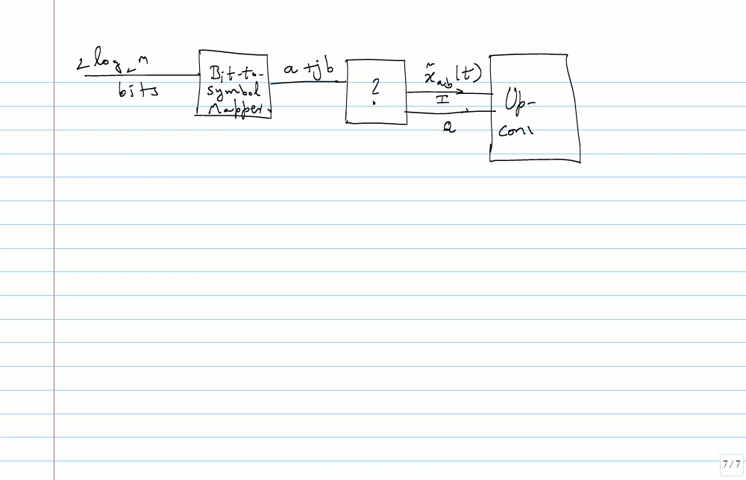 2 log₂ m
bits
Bit-to-
symbol
mapper
a + jb
?
x̃ab(t)
I
Q
Up-
conv
7 / 7